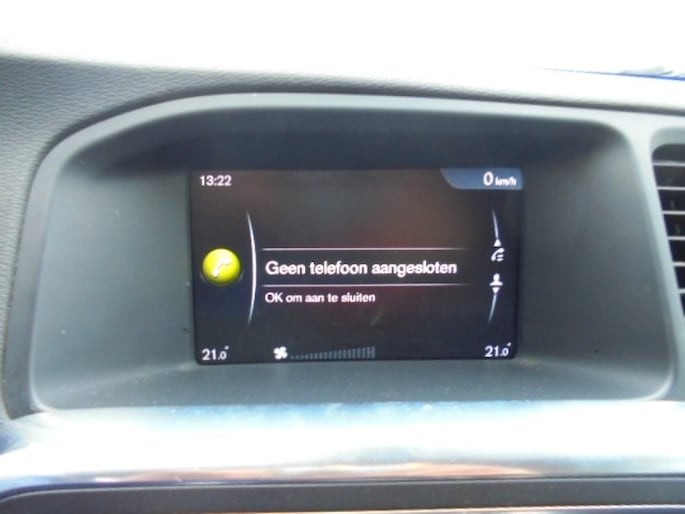 13:22
0 km/h
Geen telefoon aangesloten
OK om aan te sluiten
21.0° 21.0°